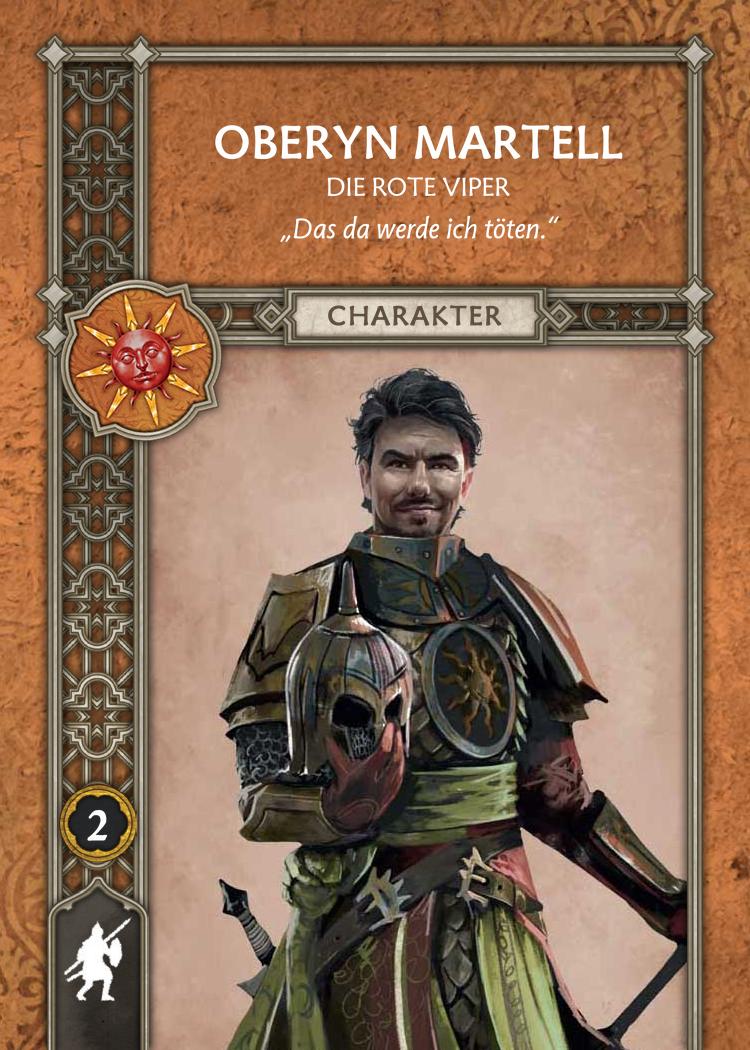 OBERYN MARTELL
DIE ROTE VIPER
„Das da werde ich töten.“
CHARAKTER
2